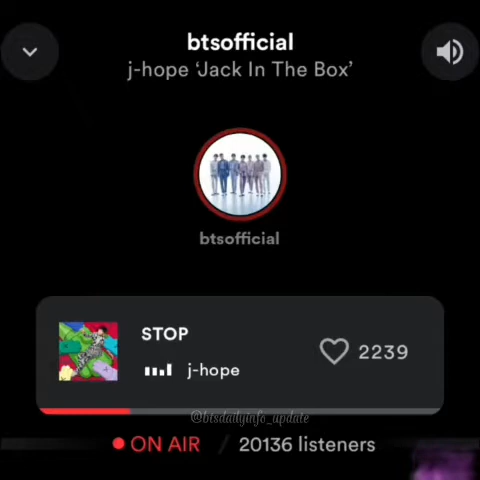 btsofficial
j-hope ‘Jack In The Box’
btsofficial
STOP
2239
j-hope
@btsdailyinfo_update
ON AIR / 20136 listeners